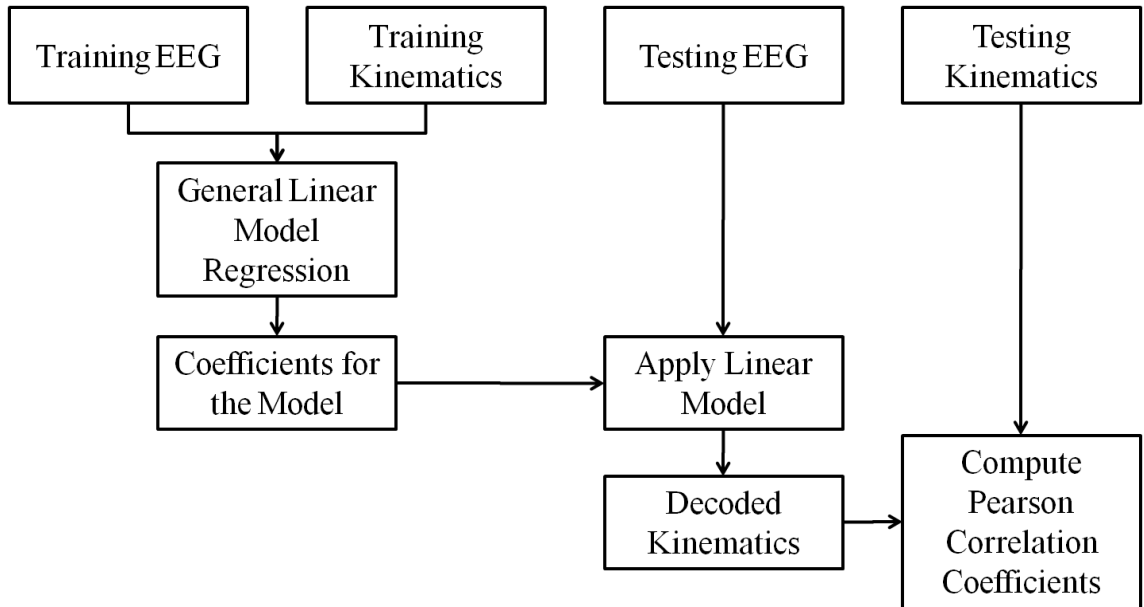 Training EEG
Training
Kinematics
Testing EEG
Testing
Kinematics
General Linear
Model
Regression
Coefficients for
the Model
Apply Linear
Model
Decoded
Kinematics
Compute
Pearson
Correlation
Coefficients